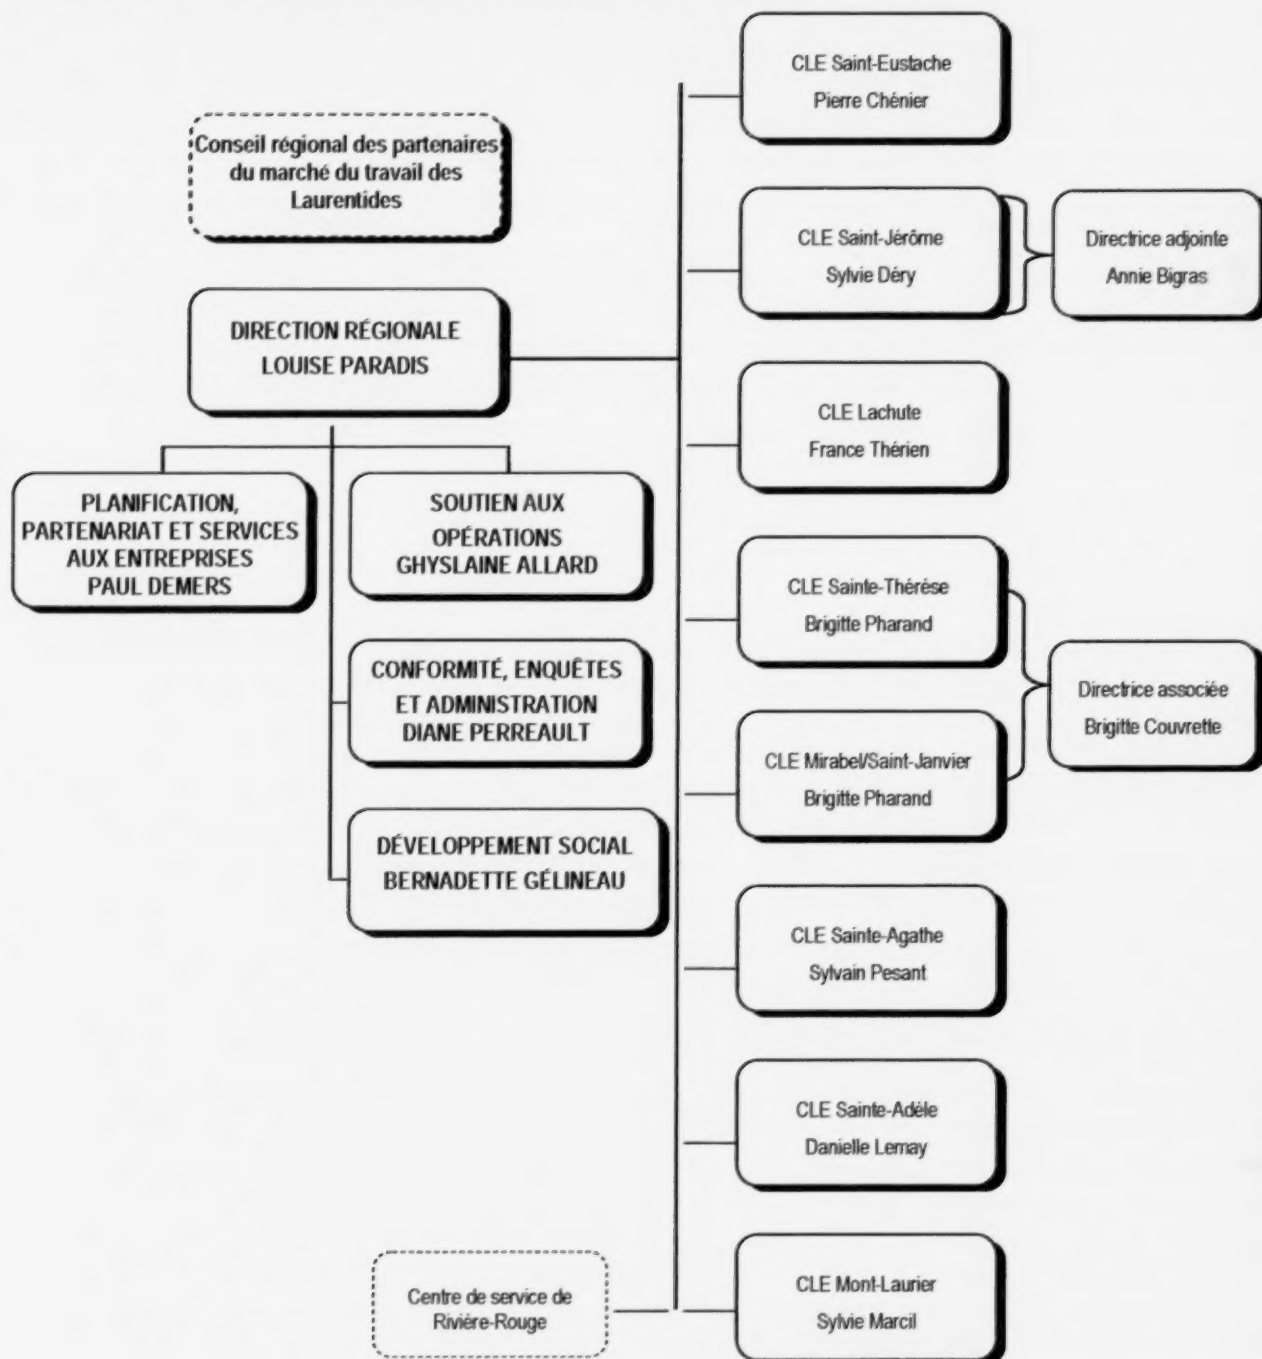 Conseil régional des partenaires
du marché du travail des
Laurentides
DIRECTION RÉGIONALE
LOUISE PARADIS
PLANIFICATION,
PARTENARIAT ET SERVICES
AUX ENTREPRISES
PAUL DEMERS
SOUTIEN AUX
OPÉRATIONS
GHYSLAINE ALLARD
CONFORMITÉ, ENQUÊTES
ET ADMINISTRATION
DIANE PERREAULT
DÉVELOPPEMENT SOCIAL
BERNADETTE GÉLINEAU
CLE Saint-Eustache
Pierre Chénier
CLE Saint-Jérôme
Sylvie Déry
Directrice adjointe
Annie Bigras
CLE Lachute
France Thérien
CLE Sainte-Thérèse
Brigitte Pharand
CLE Mirabel/Saint-Janvier
Brigitte Pharand
Directrice associée
Brigitte Couvrette
CLE Sainte-Agathe
Sylvain Pesant
CLE Sainte-Adèle
Danielle Lemay
Centre de service de
Rivière-Rouge
CLE Mont-Laurier
Sylvie Marcil